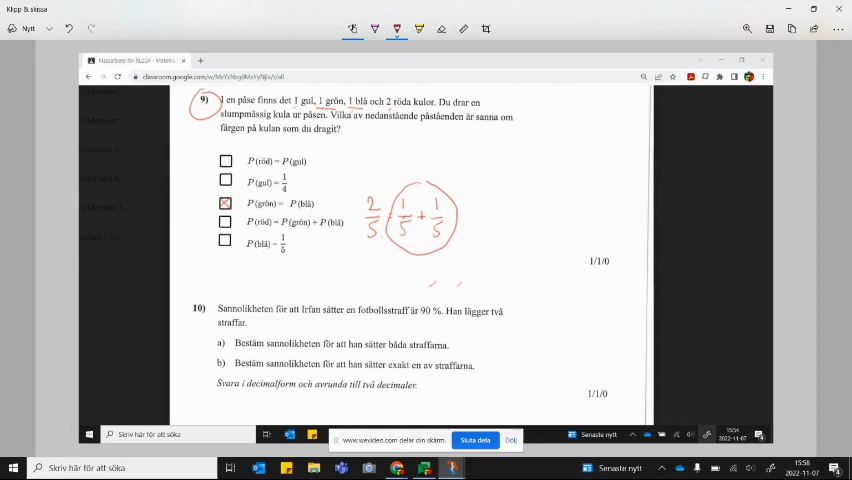 Klipp & skissa
Nytt
Klassarbete för RL22A - Matemat
classroom.google.com/w/MzYzNzg0MzYyNjIz/t/all
9) I en påse finns det 1 gul, 1 grön, 1 blå och 2 röda kulor. Du drar en
slumpmässig kula ur påsen. Vilka av nedanstående påståenden är sanna om
färgen på kulan som du dragit?
P(röd) = P(gul)
P(gul) = 1/4
P(grön) = P(blå)
P(röd) = P(grön) + P(blå)
P(blå) = 1/5
2/5 = 1/5 + 1/5
1/1/0
10) Sannolikheten för att Irfan sätter en fotbollsstraff är 90 %. Han lägger två
straffar.
a) Bestäm sannolikheten för att han sätter båda straffarna.
b) Bestäm sannolikheten för att han sätter exakt en av straffarna.
Svara i decimalform och avrunda till två decimaler.
1/1/0
Skriv här för att söka
www.wevideo.com delar din skärm.
Sluta dela
Dölj
Senaste nytt
15:54
2022-11-07
4
Skriv här för att söka
Senaste nytt
15:58
2022-11-07
4